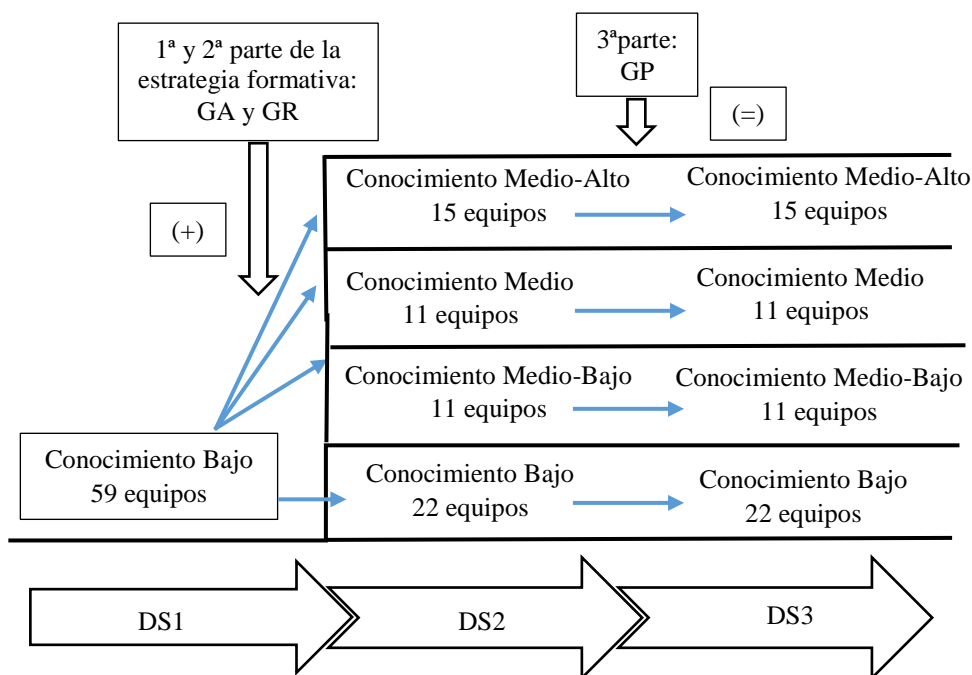 1ª y 2ª parte de la
estrategia formativa:
GA y GR
3ªparte:
GP
(=)
(+)
Conocimiento Medio-Alto
15 equipos
Conocimiento Medio-Alto
15 equipos
Conocimiento Medio
11 equipos
Conocimiento Medio
11 equipos
Conocimiento Medio-Bajo
11 equipos
Conocimiento Medio-Bajo
11 equipos
Conocimiento Bajo
59 equipos
Conocimiento Bajo
22 equipos
Conocimiento Bajo
22 equipos
DS1
DS2
DS3